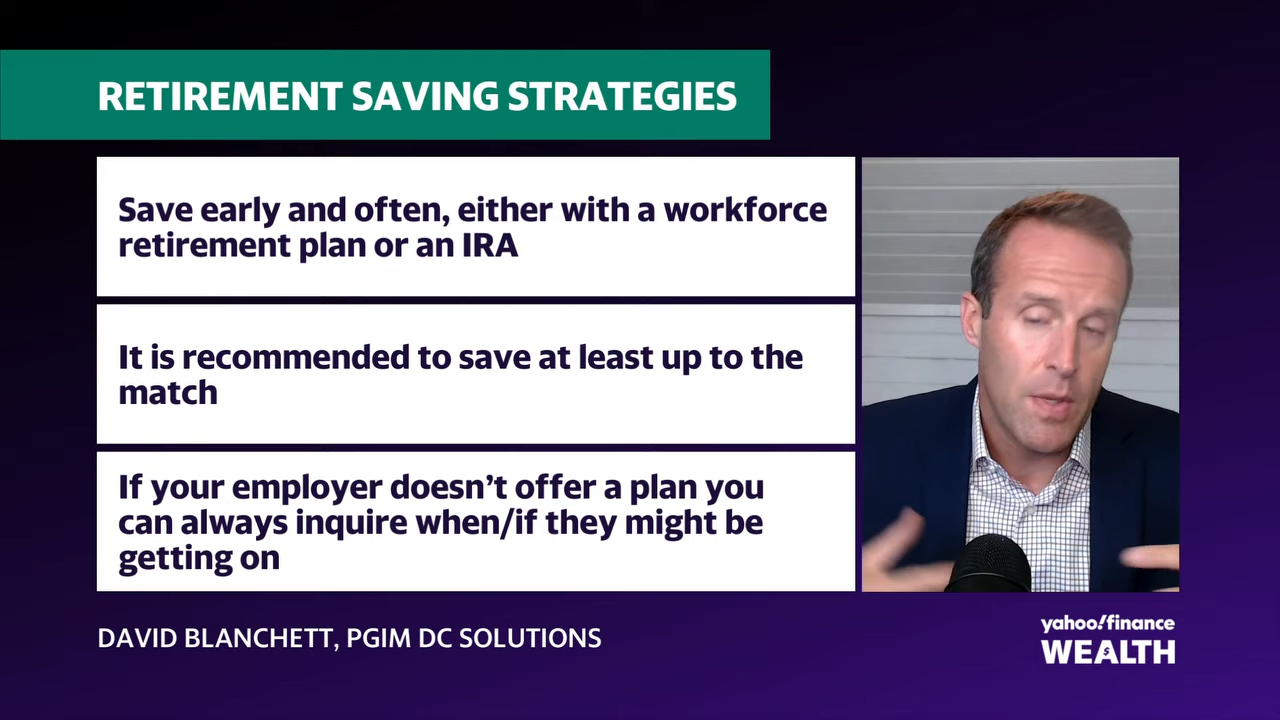 RETIREMENT SAVING STRATEGIES
Save early and often, either with a workforce
retirement plan or an IRA
It is recommended to save at least up to the
match
If your employer doesn’t offer a plan you
can always inquire when/if they might be
getting on
DAVID BLANCHETT, PGIM DC SOLUTIONS
yahoo!finance
WEALTH